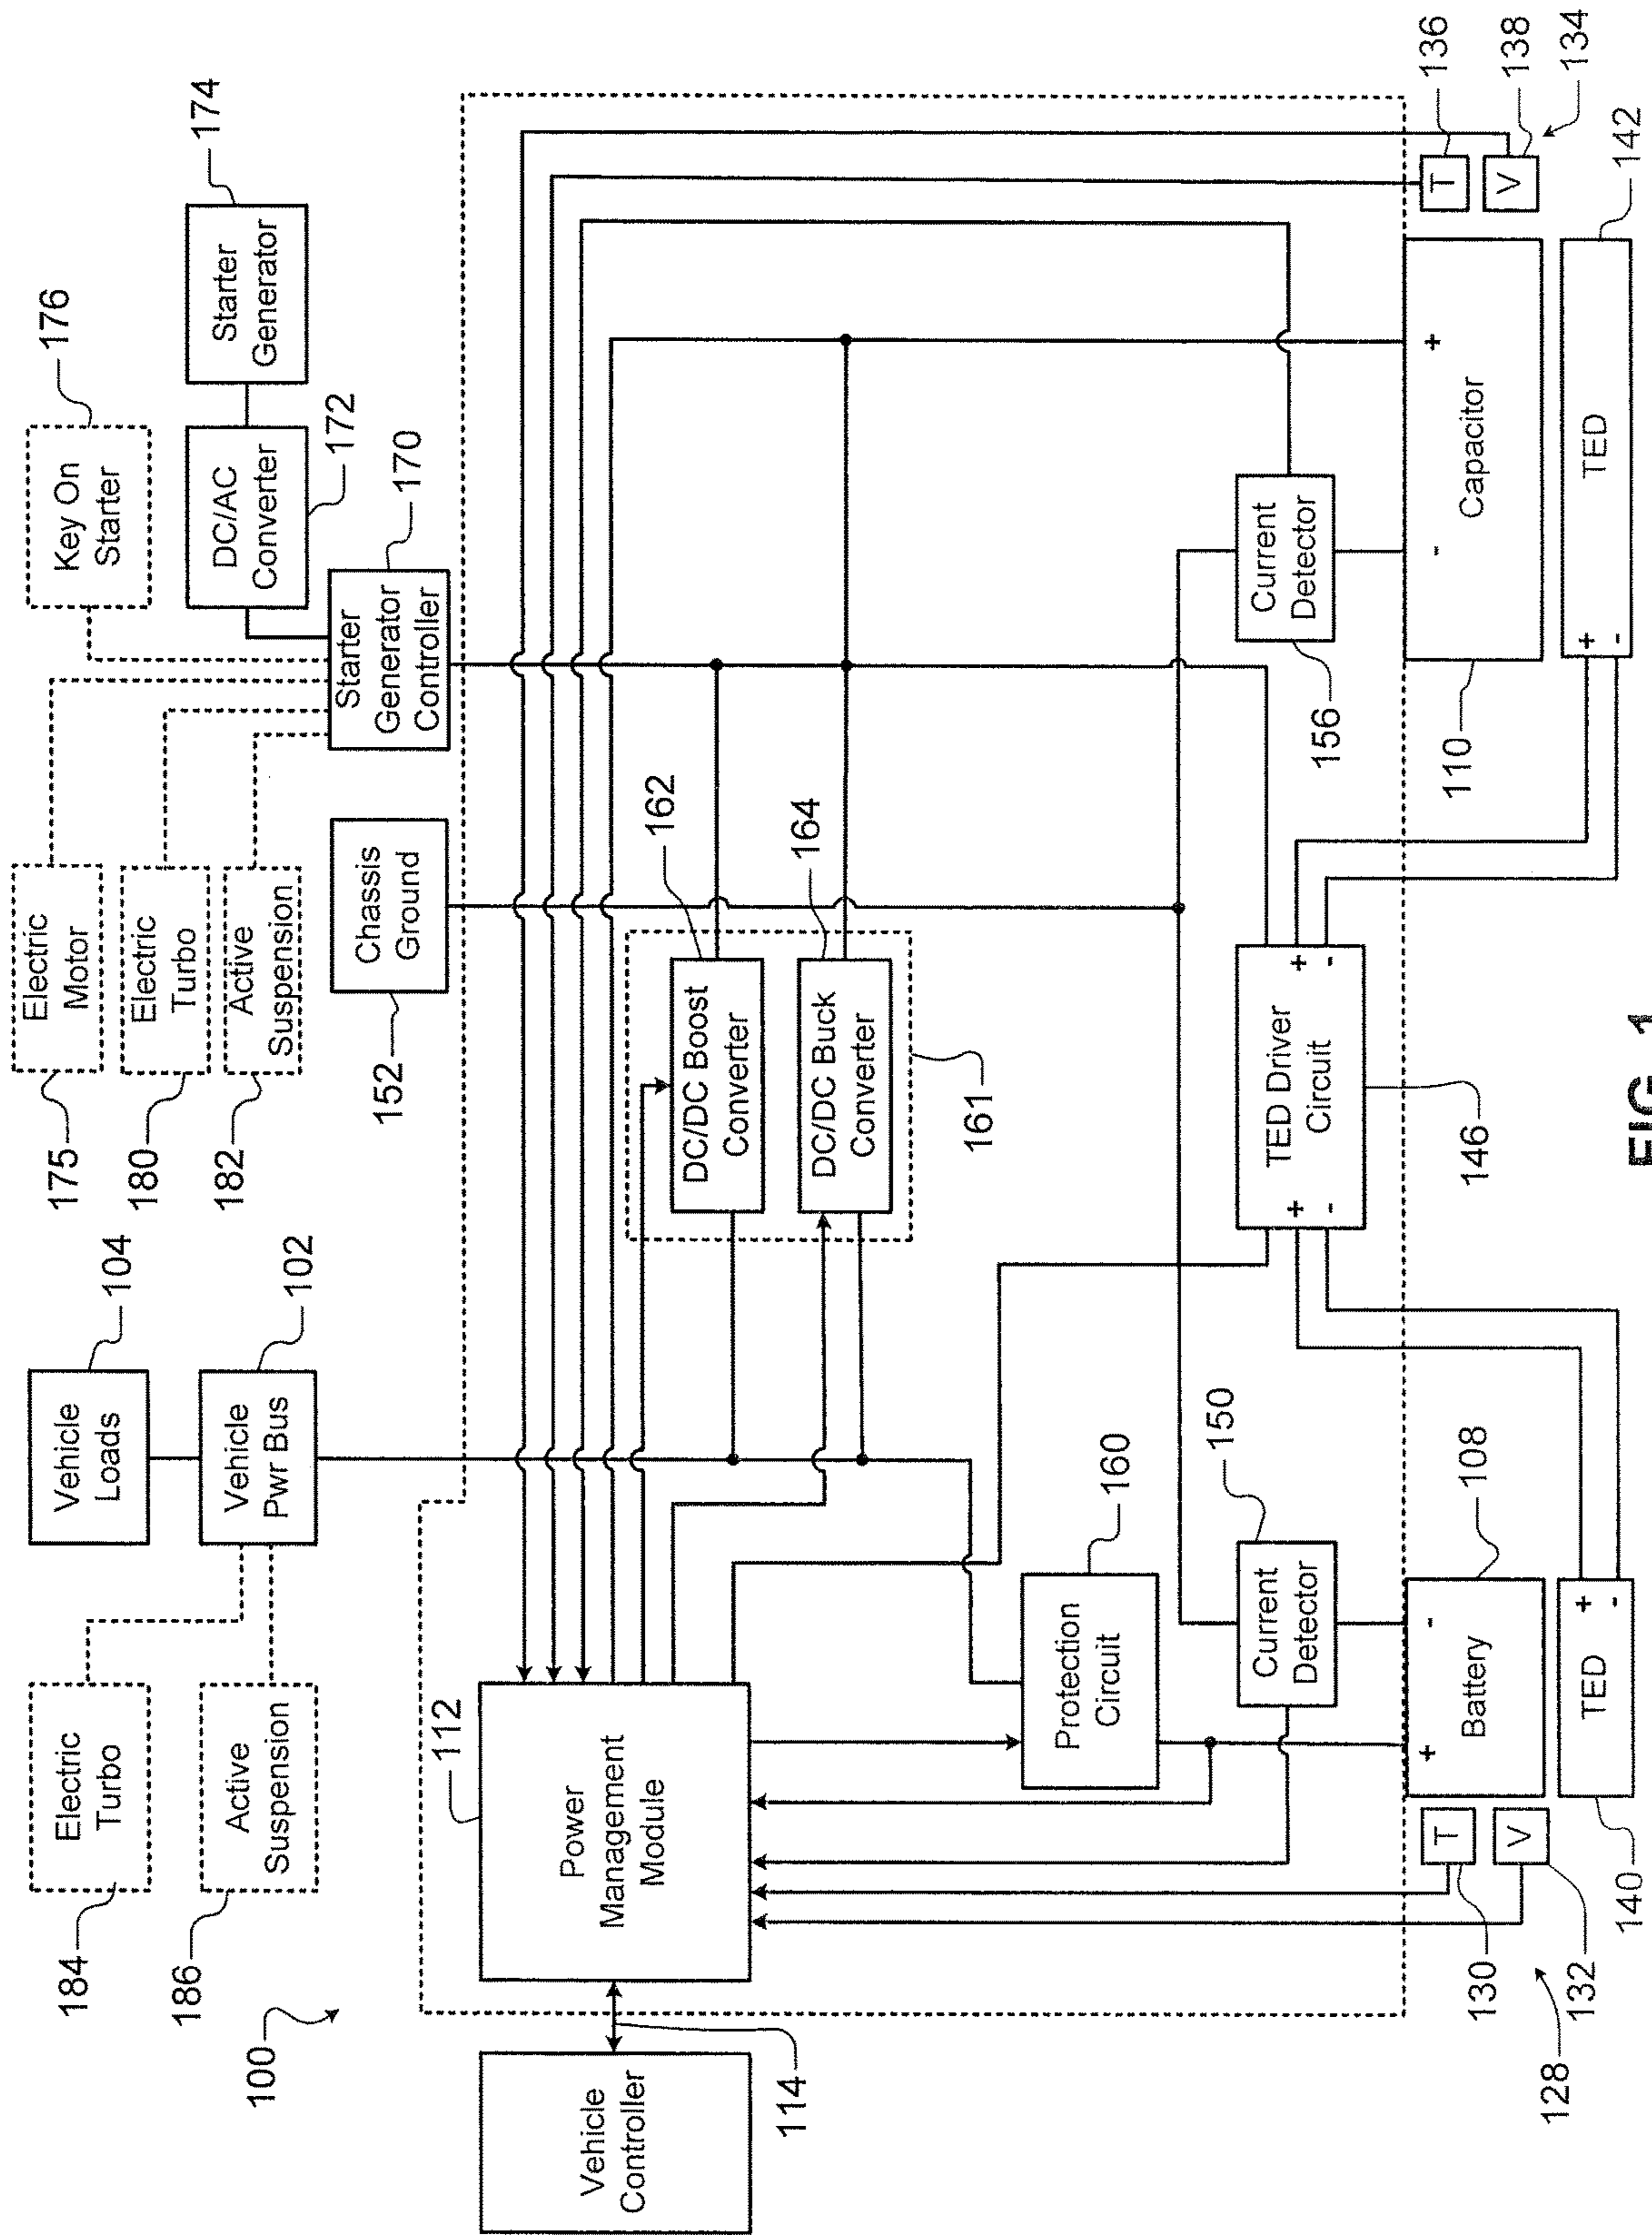 100
184
Electric
Turbo
186
Active
Suspension
Vehicle
Loads
104
Vehicle
Pwr Bus
102
175
Electric
Motor
180
Electric
Turbo
182
Active
Suspension
152
Chassis
Ground
Key On
Starter
176
DC/AC
Converter
172
Starter
Generator
174
Starter
Generator
Controller
170
Vehicle
Controller
114
112
Power
Management
Module
DC/DC Boost
Converter
162
DC/DC Buck
Converter
164
161
Protection
Circuit
160
Current
Detector
150
TED Driver
Circuit
+
-
+
-
146
Current
Detector
156
128
130
T
132
V
Battery
+
-
108
TED
+
-
140
110
Capacitor
-
+
TED
+
-
142
T
136
V
138
134
FIG. 1